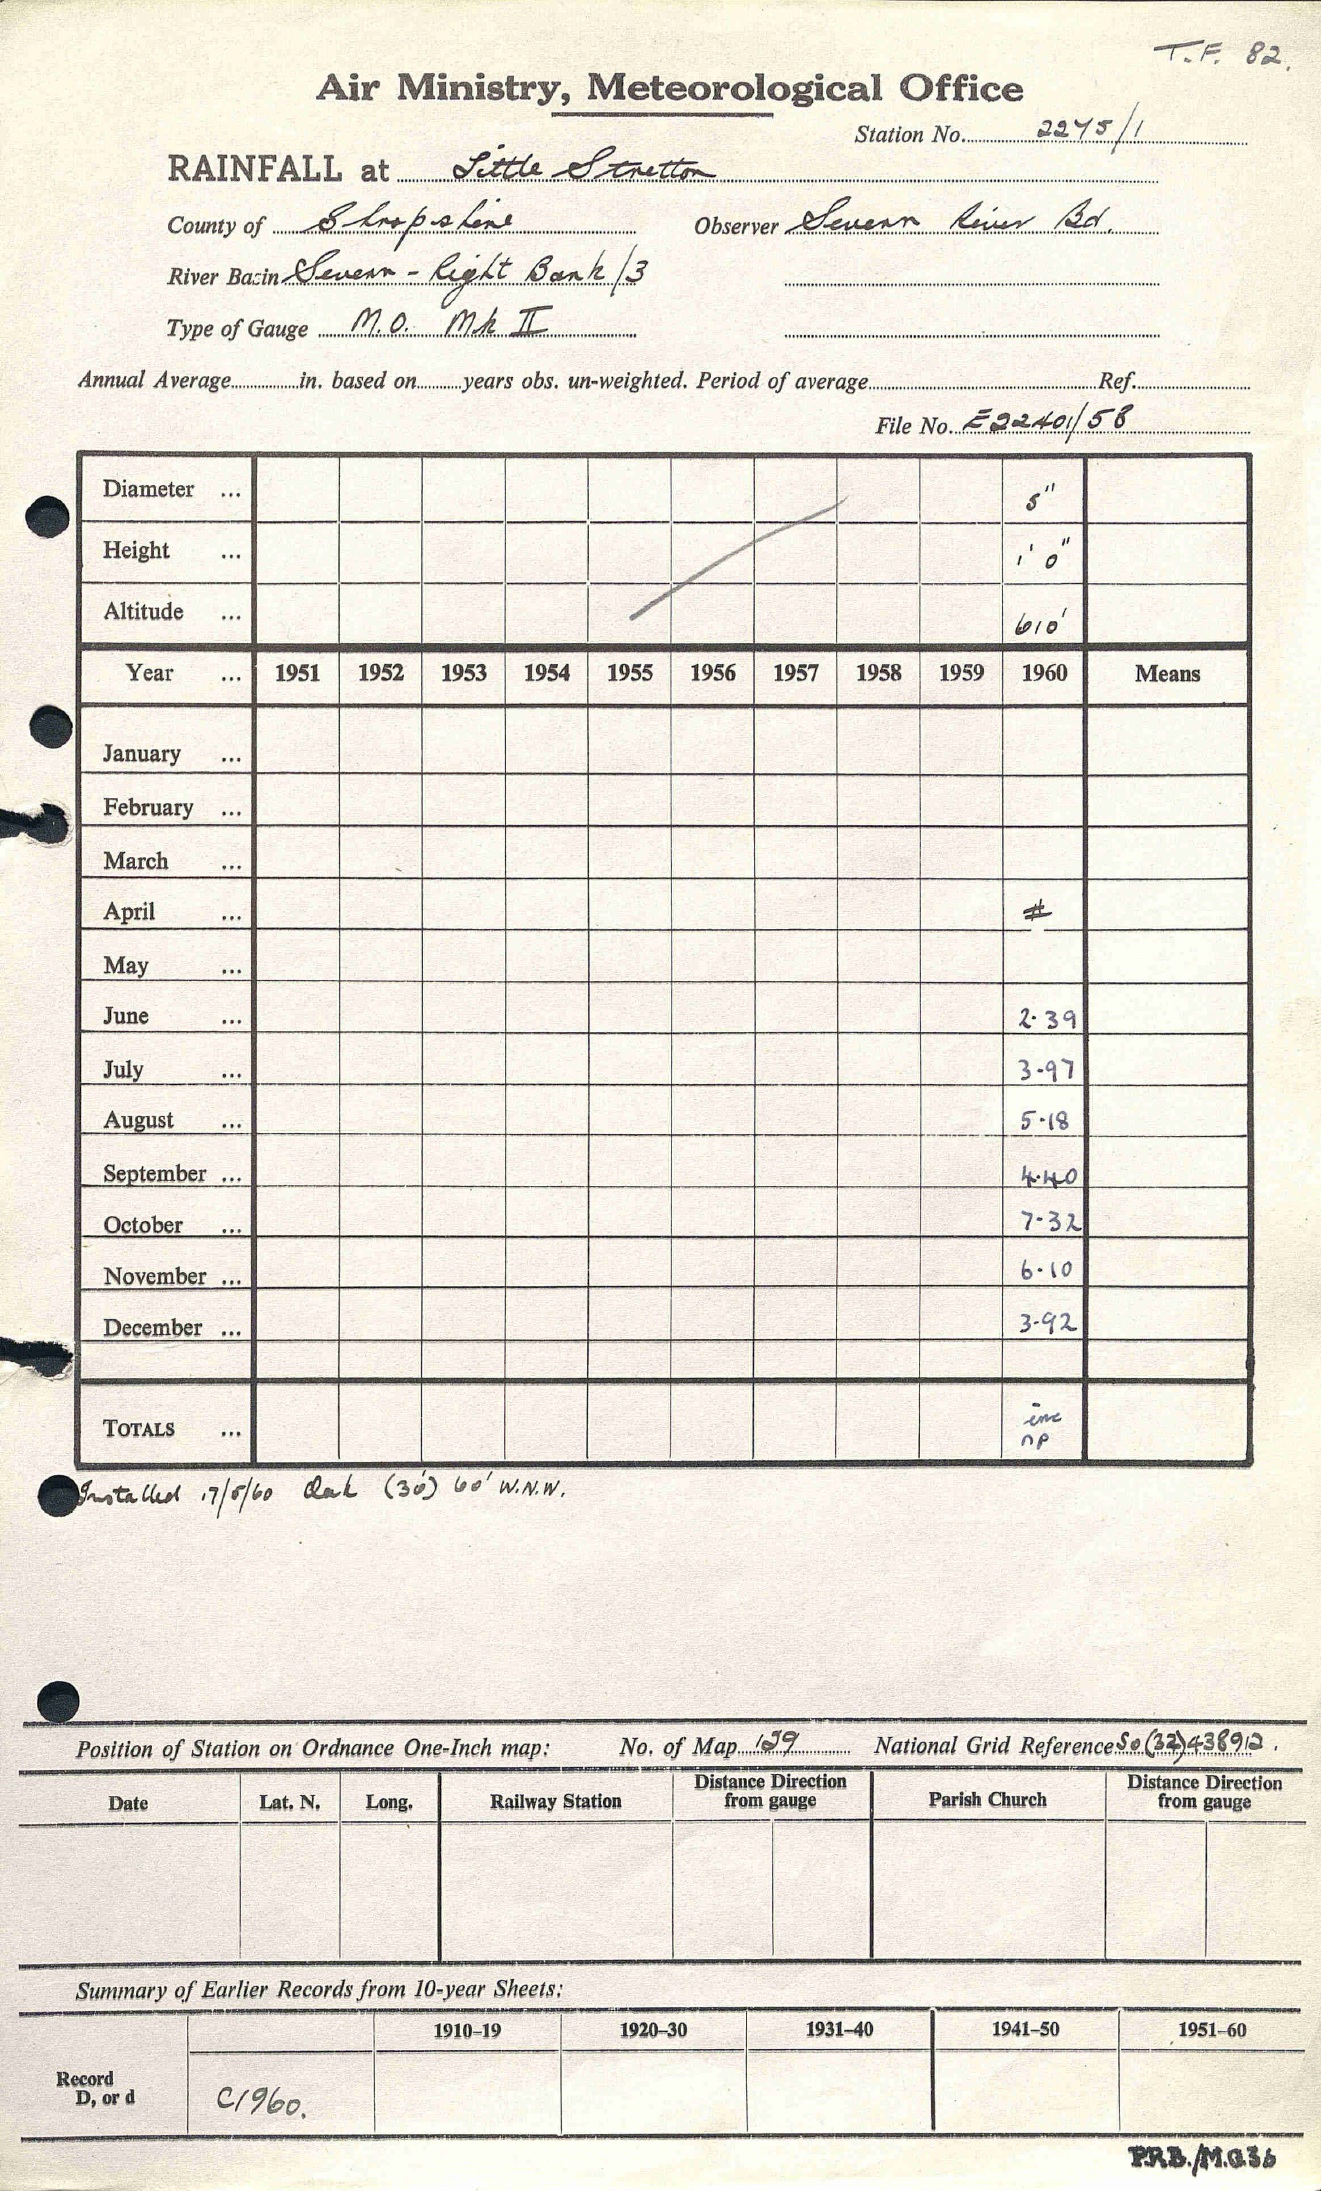 T.F. 82.
Air Ministry, Meteorological Office
Station No. 2275/1
RAINFALL at Little Stretton
County of Shropshire Observer Severn River Bd.
River Basin Severn - Right Bank/3
Type of Gauge M.O. Mk II
Annual Average in. based on years obs. un-weighted. Period of average Ref.
File No. E22401/58
Diameter ... 5"
Height ... 1' 0"
Altitude ... 610'
Year ... 1951 1952 1953 1954 1955 1956 1957 1958 1959 1960 Means
January ...
February ...
March ...
April ... #
May ...
June ... 2.39
July ... 3.97
August ... 5.18
September ... 4.40
October ... 7.32
November ... 6.10
December ... 3.92
TOTALS ... inc
np
Installed 17/5/60 Oak (30') 60' W.N.W.
Position of Station on Ordnance One-Inch map: No. of Map 129 National Grid Reference SO(32)438912.
Date Lat. N. Long. Railway Station Distance Direction from gauge Parish Church Distance Direction from gauge
Summary of Earlier Records from 10-year Sheets:
1910–19 1920–30 1931–40 1941–50 1951–60
Record
D, or d C1960.
P.R.B./M.O.36